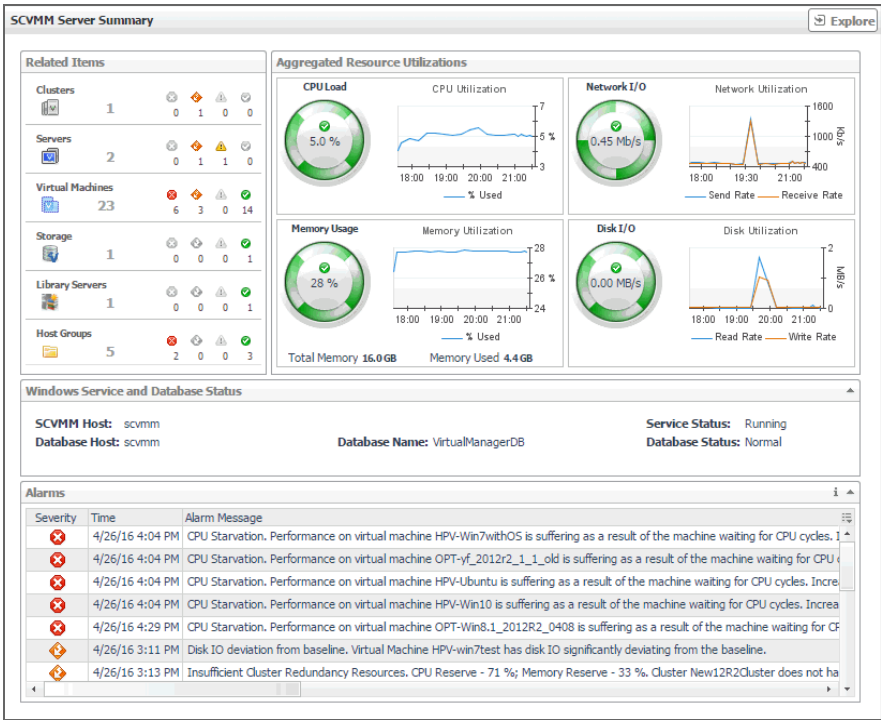 SCVMM Server Summary
Explore
Related Items
Clusters
1
0 1 0 0
Servers
2
0 1 1 0
Virtual Machines
23
6 3 0 14
Storage
1
0 0 0 1
Library Servers
1
0 0 0 1
Host Groups
5
2 0 0 3
Aggregated Resource Utilizations
CPU Load
5.0 %
CPU Utilization
7
5 %
3
18:00 19:00 20:00 21:00
% Used
Network I/O
0.45 Mb/s
Network Utilization
1600
1000
400
Kb/s
18:00 19:30 21:00
Send Rate Receive Rate
Memory Usage
28 %
Memory Utilization
28
26 %
24
18:00 19:00 20:00 21:00
% Used
Total Memory 16.0 GB Memory Used 4.4 GB
Disk I/O
0.00 MB/s
Disk Utilization
2
0
MB/s
18:00 19:00 20:00 21:00
Read Rate Write Rate
Windows Service and Database Status
SCVMM Host: scvmm Service Status: Running
Database Host: scvmm Database Name: VirtualManagerDB Database Status: Normal
Alarms
Severity Time Alarm Message
4/26/16 4:04 PM CPU Starvation. Performance on virtual machine HPV-Win7withOS is suffering as a result of the machine waiting for CPU cycles.
4/26/16 4:04 PM CPU Starvation. Performance on virtual machine OPT-yf_2012r2_1_1_old is suffering as a result of the machine waiting for CPU
4/26/16 4:04 PM CPU Starvation. Performance on virtual machine HPV-Ubuntu is suffering as a result of the machine waiting for CPU cycles. Increa
4/26/16 4:04 PM CPU Starvation. Performance on virtual machine HPV-Win10 is suffering as a result of the machine waiting for CPU cycles. Increa
4/26/16 4:29 PM CPU Starvation. Performance on virtual machine OPT-Win8.1_2012R2_0408 is suffering as a result of the machine waiting for CP
4/26/16 3:11 PM Disk IO deviation from baseline. Virtual Machine HPV-win7test has disk IO significantly deviating from the baseline.
4/26/16 3:13 PM Insufficient Cluster Redundancy Resources. CPU Reserve - 71 %; Memory Reserve - 33 %. Cluster New12R2Cluster does not ha